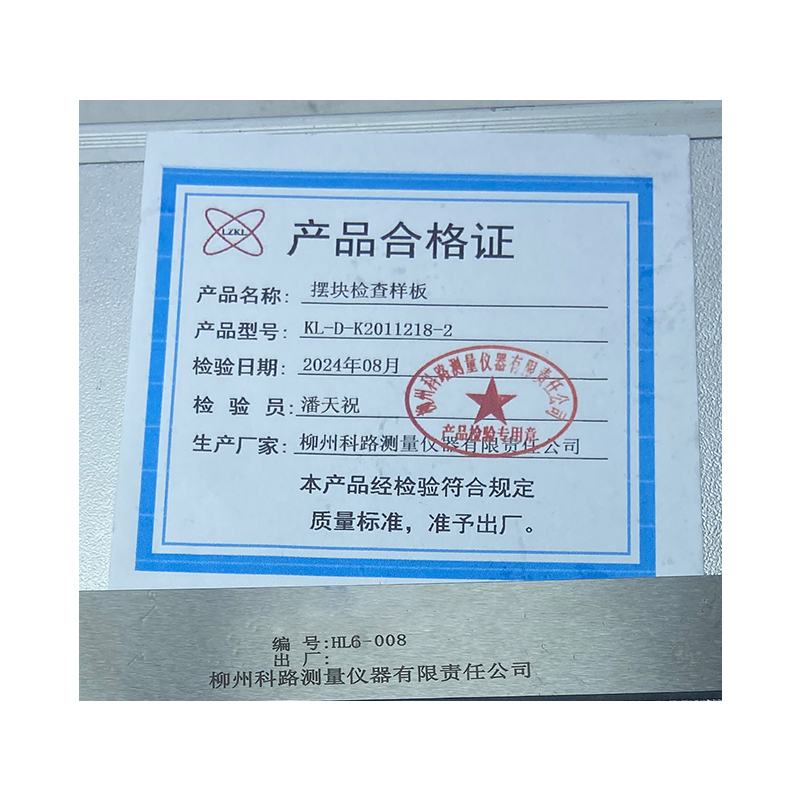 LZKL
产品合格证
产品名称: 摆块检查样板
产品型号: KL-D-K2011218-2
检验日期: 2024年08月
检 验 员: 潘天祝
生产厂家: 柳州科路测量仪器有限责任公司
柳州科路测量仪器有限责任公司
产品检验专用章
本产品经检验符合规定
质量标准，准予出厂。
编 号:HL6-008
出 厂:
柳州科路测量仪器有限责任公司